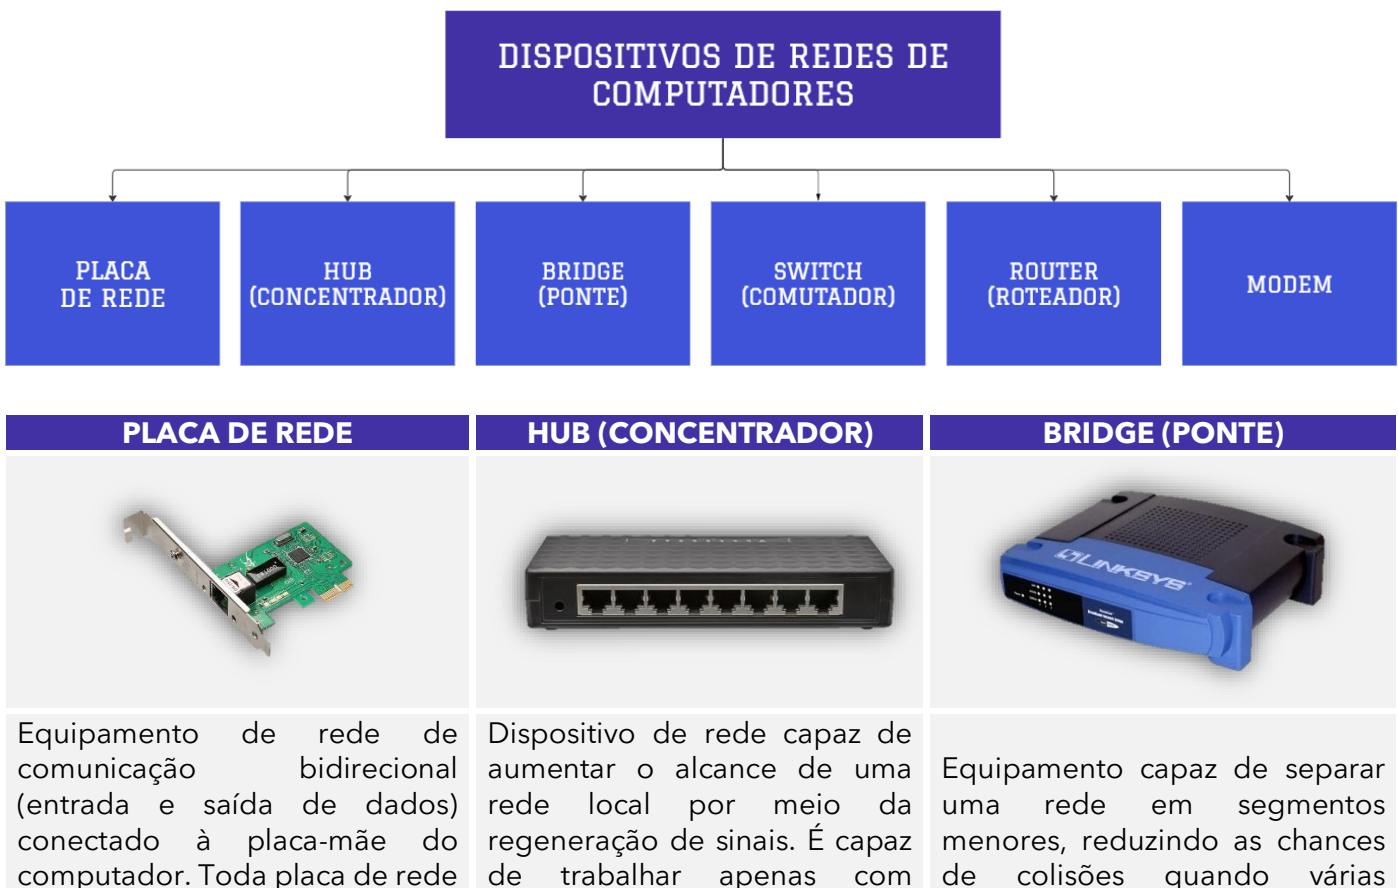 DISPOSITIVOS DE REDES DE
COMPUTADORES
PLACA
DE REDE
HUB
(CONCENTRADOR)
BRIDGE
(PONTE)
SWITCH
(COMUTADOR)
ROUTER
(ROTEADOR)
MODEM
PLACA DE REDE
HUB (CONCENTRADOR)
BRIDGE (PONTE)
LINKSYS
Equipamento de rede de
comunicação bidirecional
(entrada e saída de dados)
conectado à placa-mãe do
computador. Toda placa de rede
Dispositivo de rede capaz de
aumentar o alcance de uma
rede local por meio da
regeneração de sinais. É capaz
de trabalhar apenas com
Equipamento capaz de separar
uma rede em segmentos
menores, reduzindo as chances
de colisões quando várias